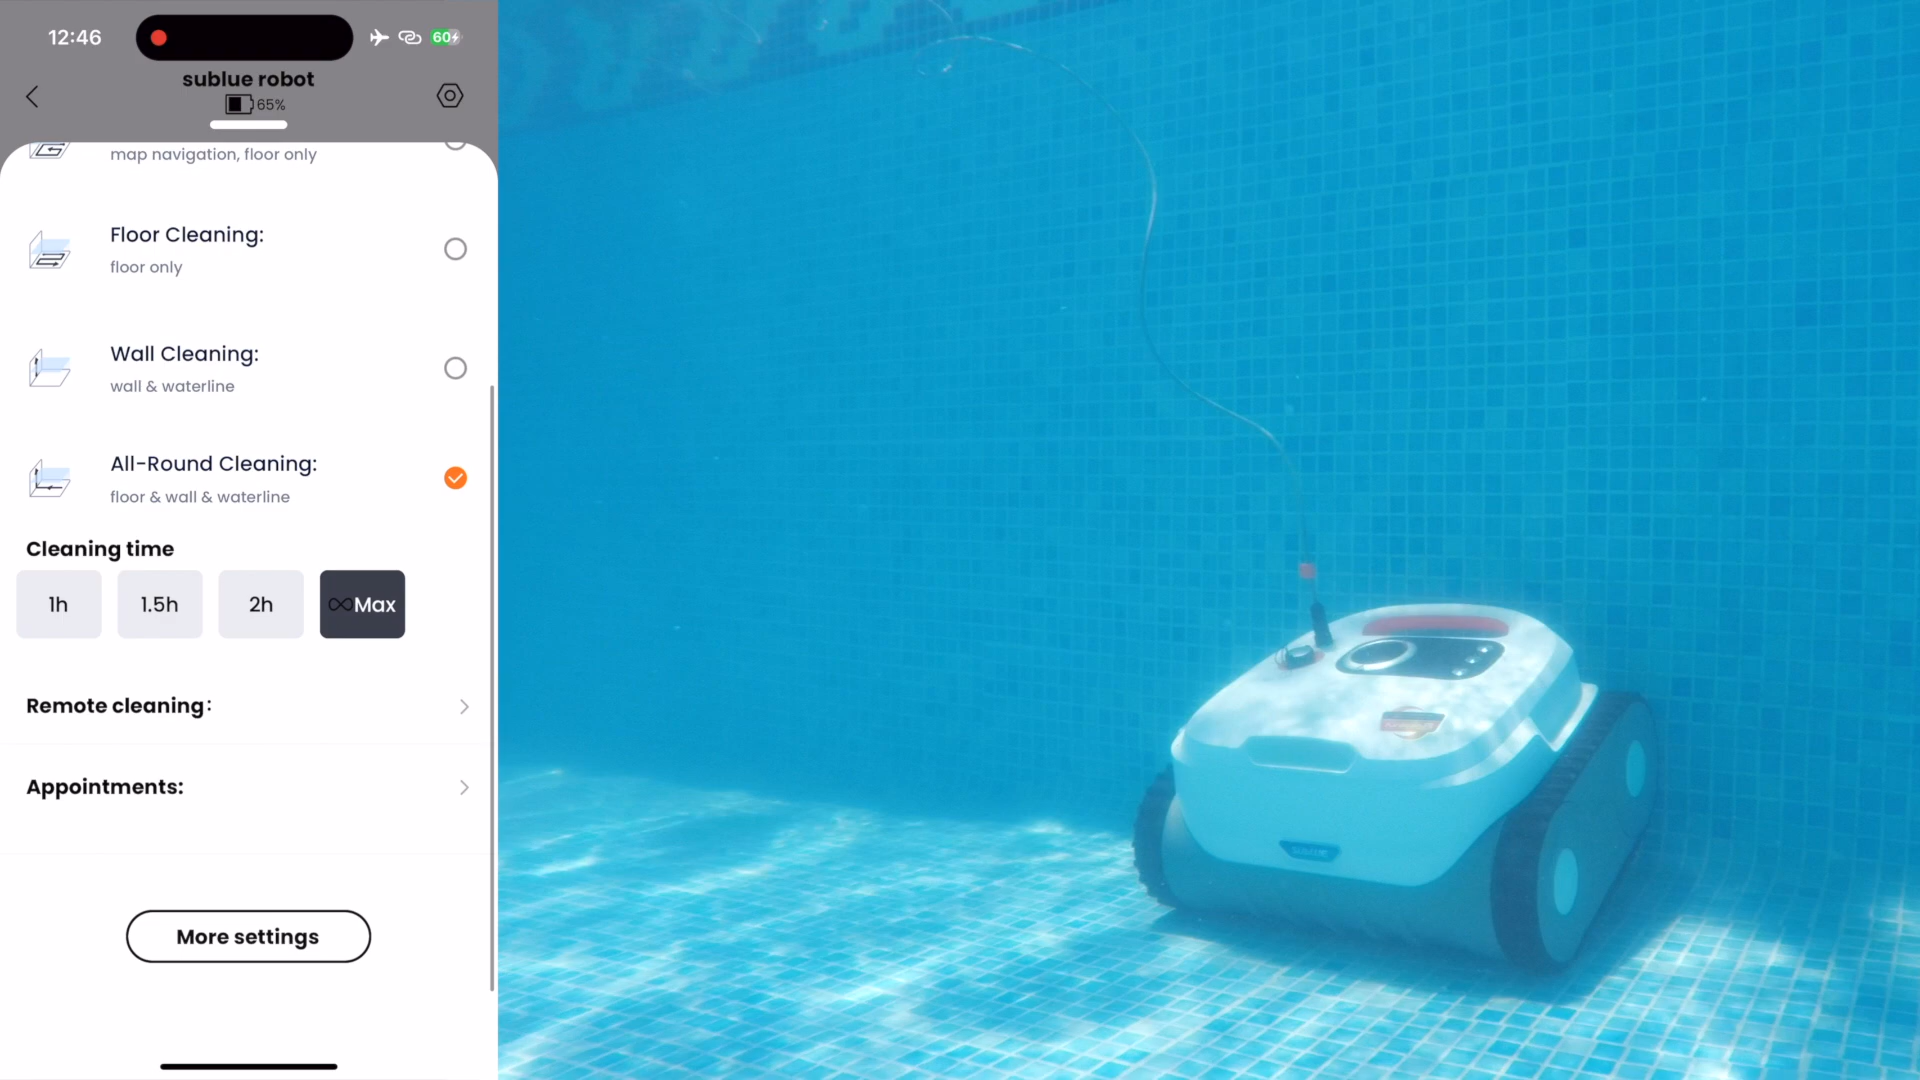 12:46
60
sublue robot
65%
map navigation, floor only
Floor Cleaning:
floor only
Wall Cleaning:
wall & waterline
All-Round Cleaning:
floor & wall & waterline
Cleaning time
1h
1.5h
2h
∞Max
Remote cleaning:
Appointments:
More settings